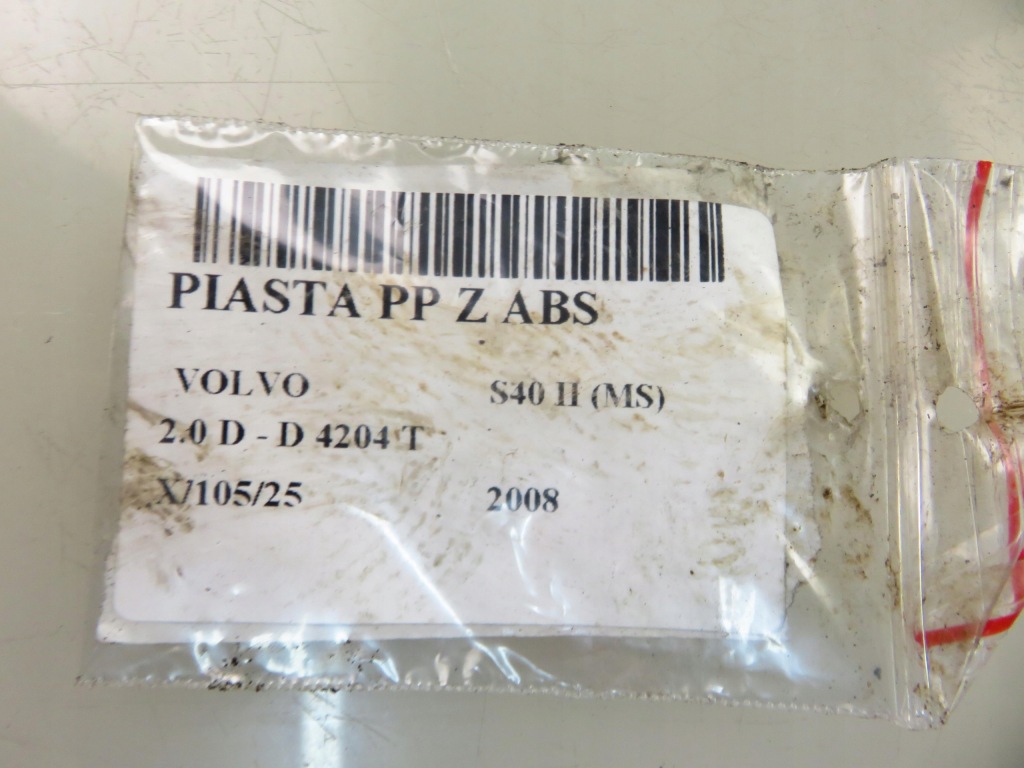 PIASTA PP Z ABS
VOLVO S40 II (MS)
2.0 D - D 4204 T
X/105/25 2008